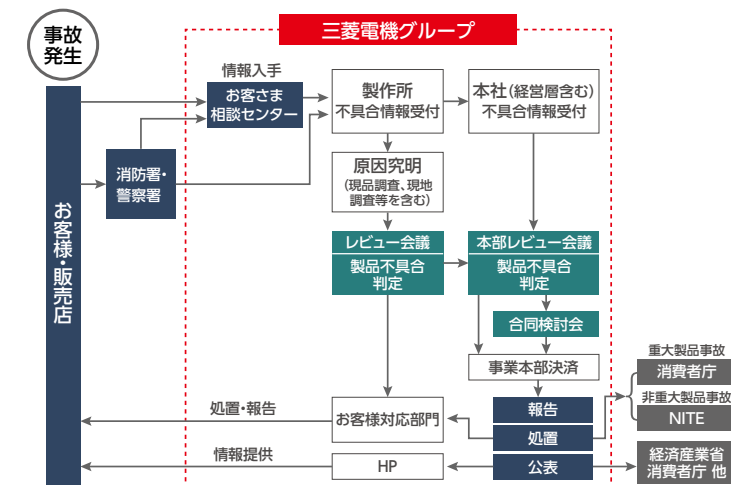 事故
発生
三菱電機グループ
情報入手
お客さま
相談センター
製作所
不具合情報受付
本社(経営層含む)
不具合情報受付
消防署・
警察署
原因究明
(現品調査、現地
調査等を含む)
お客様・販売店
レビュー会議
製品不具合
判定
本部レビュー会議
製品不具合
判定
合同検討会
事業本部決済
重大製品事故
消費者庁
非重大製品事故
NITE
処置・報告
お客様対応部門
報告
処置
公表
情報提供
HP
経済産業省
消費者庁 他